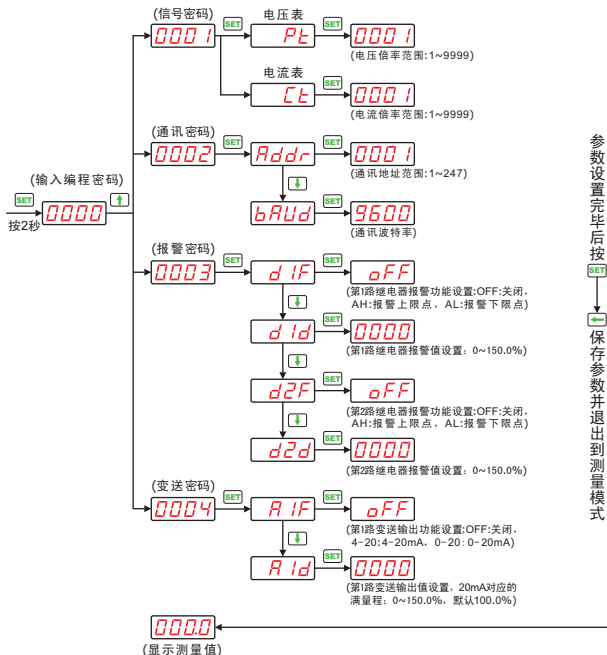 (信号密码)
0001
SET
电压表
Pt
SET
0001
(电压倍率范围:1~9999)
电流表
Ct
SET
0001
(电流倍率范围:1~9999)
(通讯密码)
0002
SET
Addr
SET
0001
(通讯地址范围:1~247)
bAUd
SET
9600
(通讯波特率)
(输入编程密码)
SET
按2秒
0000
(报警密码)
0003
SET
d1F
SET
oFF
(第1路继电器报警功能设置:OFF:关闭,
AH:报警上限点，AL:报警下限点)
d1d
SET
0000
(第1路继电器报警值设置：0~150.0%)
d2F
SET
oFF
(第2路继电器报警功能设置:OFF:关闭,
AH:报警上限点，AL:报警下限点)
d2d
SET
0000
(第2路继电器报警值设置：0~150.0%)
(变送密码)
0004
SET
A1F
SET
oFF
(第1路变送输出功能设置:OFF:关闭,
4-20:4-20mA，0-20:0-20mA)
A1d
SET
0000
(第1路变送输出值设置，20mA对应的
满量程：0~150.0%，默认100.0%)
参数设置完毕后按
SET
保存参数并退出到测量模式
000.0
(显示测量值)